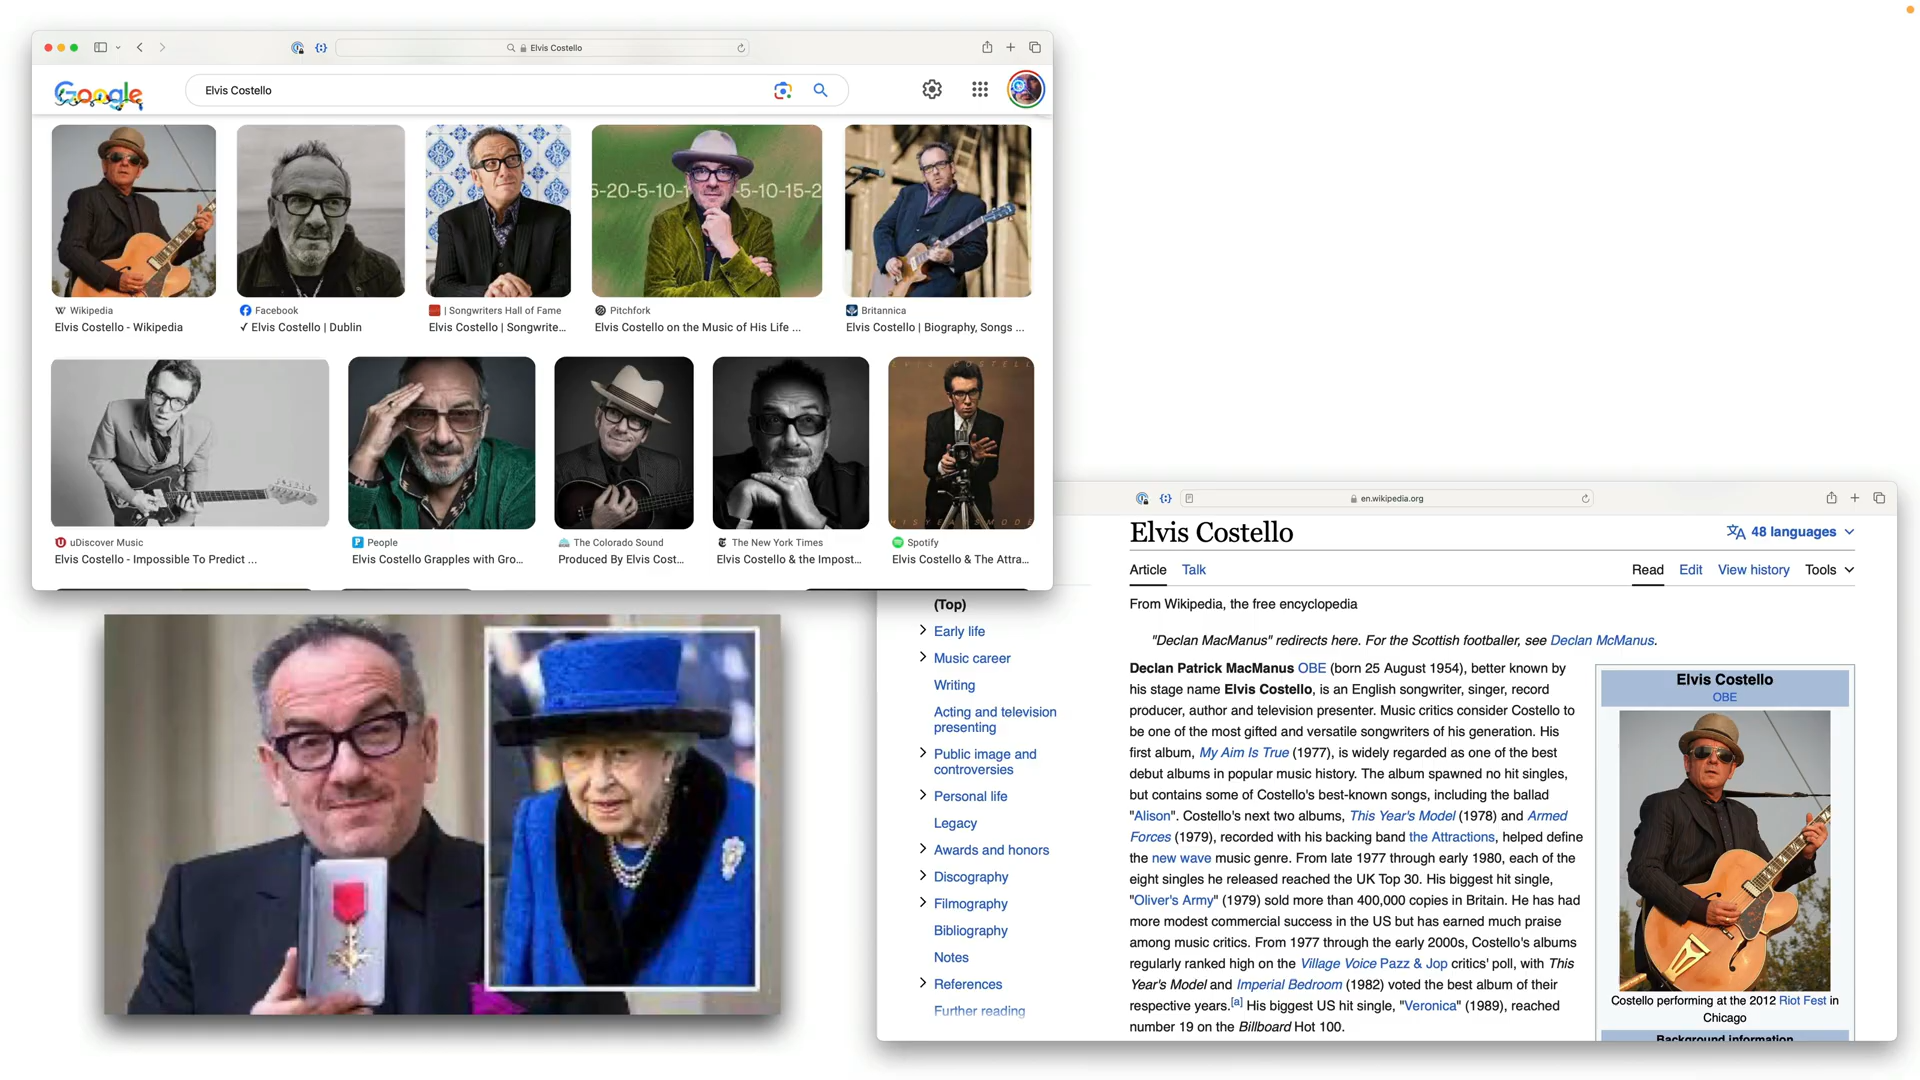 Elvis Costello
Google
Elvis Costello
5-20-5-10-1
-5-10-15-2
Wikipedia
Elvis Costello - Wikipedia
Facebook
✓ Elvis Costello | Dublin
| Songwriters Hall of Fame
Elvis Costello | Songwrite...
Pitchfork
Elvis Costello on the Music of His Life ...
Britannica
Elvis Costello | Biography, Songs ...
uDiscover Music
Elvis Costello - Impossible To Predict ...
People
Elvis Costello Grapples with Gro...
The Colorado Sound
Produced By Elvis Cost...
The New York Times
Elvis Costello & the Impost...
Spotify
Elvis Costello & The Attra...
en.wikipedia.org
Elvis Costello
48 languages
Article Talk
Read Edit View history Tools
From Wikipedia, the free encyclopedia
(Top)
Early life
Music career
Writing
Acting and television
presenting
Public image and
controversies
Personal life
Legacy
Awards and honors
Discography
Filmography
Bibliography
Notes
References
Further reading
"Declan MacManus" redirects here. For the Scottish footballer, see Declan McManus.
Declan Patrick MacManus OBE (born 25 August 1954), better known by
his stage name Elvis Costello, is an English songwriter, singer, record
producer, author and television presenter. Music critics consider Costello to
be one of the most gifted and versatile songwriters of his generation. His
first album, My Aim Is True (1977), is widely regarded as one of the best
debut albums in popular music history. The album spawned no hit singles,
but contains some of Costello's best-known songs, including the ballad
"Alison". Costello's next two albums, This Year's Model (1978) and Armed
Forces (1979), recorded with his backing band the Attractions, helped define
the new wave music genre. From late 1977 through early 1980, each of the
eight singles he released reached the UK Top 30. His biggest hit single,
"Oliver's Army" (1979) sold more than 400,000 copies in Britain. He has had
more modest commercial success in the US but has earned much praise
among music critics. From 1977 through the early 2000s, Costello's albums
regularly ranked high on the Village Voice Pazz & Jop critics' poll, with This
Year's Model and Imperial Bedroom (1982) voted the best album of their
respective years.[a] His biggest US hit single, "Veronica" (1989), reached
number 19 on the Billboard Hot 100.
Elvis Costello
OBE
Costello performing at the 2012 Riot Fest in
Chicago
Background information